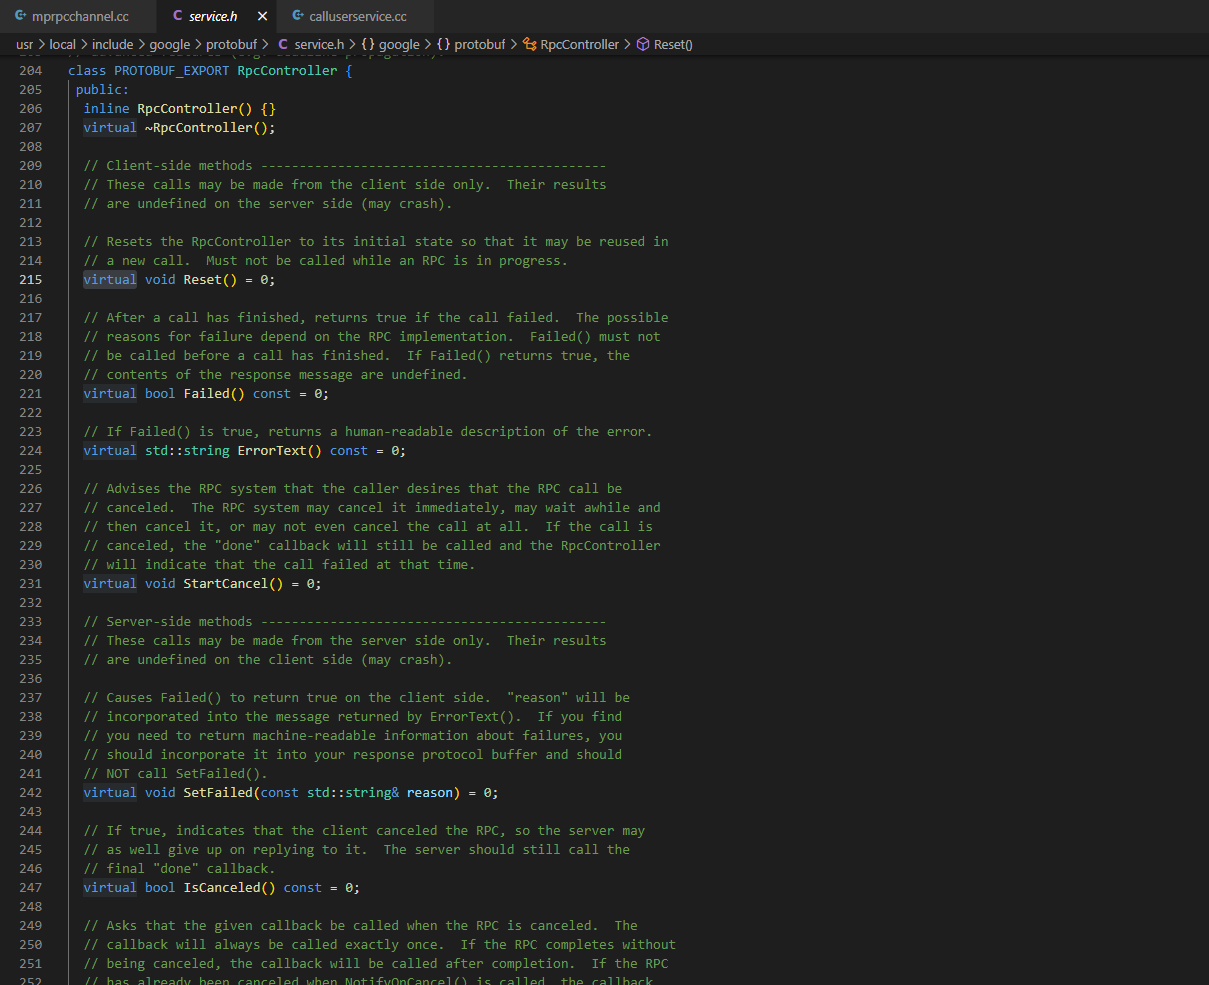 mprpcchannel.cc
service.h
calluserservice.cc
usr > local > include > google > protobuf > C service.h > {} google > {} protobuf > RpcController > Reset()
204 class PROTOBUF_EXPORT RpcController {
205 public:
206 inline RpcController() {}
207 virtual ~RpcController();
208
209 // Client-side methods ---------------------------------------------
210 // These calls may be made from the client side only.  Their results
211 // are undefined on the server side (may crash).
212
213 // Resets the RpcController to its initial state so that it may be reused in
214 // a new call.  Must not be called while an RPC is in progress.
215 virtual void Reset() = 0;
216
217 // After a call has finished, returns true if the call failed.  The possible
218 // reasons for failure depend on the RPC implementation.  Failed() must not
219 // be called before a call has finished.  If Failed() returns true, the
220 // contents of the response message are undefined.
221 virtual bool Failed() const = 0;
222
223 // If Failed() is true, returns a human-readable description of the error.
224 virtual std::string ErrorText() const = 0;
225
226 // Advises the RPC system that the caller desires that the RPC call be
227 // canceled.  The RPC system may cancel it immediately, may wait awhile and
228 // then cancel it, or may not even cancel the call at all.  If the call is
229 // canceled, the "done" callback will still be called and the RpcController
230 // will indicate that the call failed at that time.
231 virtual void StartCancel() = 0;
232
233 // Server-side methods ---------------------------------------------
234 // These calls may be made from the server side only.  Their results
235 // are undefined on the client side (may crash).
236
237 // Causes Failed() to return true on the client side.  "reason" will be
238 // incorporated into the message returned by ErrorText().  If you find
239 // you need to return machine-readable information about failures, you
240 // should incorporate it into your response protocol buffer and should
241 // NOT call SetFailed().
242 virtual void SetFailed(const std::string& reason) = 0;
243
244 // If true, indicates that the client canceled the RPC, so the server may
245 // as well give up on replying to it.  The server should still call the
246 // final "done" callback.
247 virtual bool IsCanceled() const = 0;
248
249 // Asks that the given callback be called when the RPC is canceled.  The
250 // callback will always be called exactly once.  If the RPC completes without
251 // being canceled, the callback will be called after completion.  If the RPC
252 // has already been canceled when NotifyOnCancel() is called, the callback